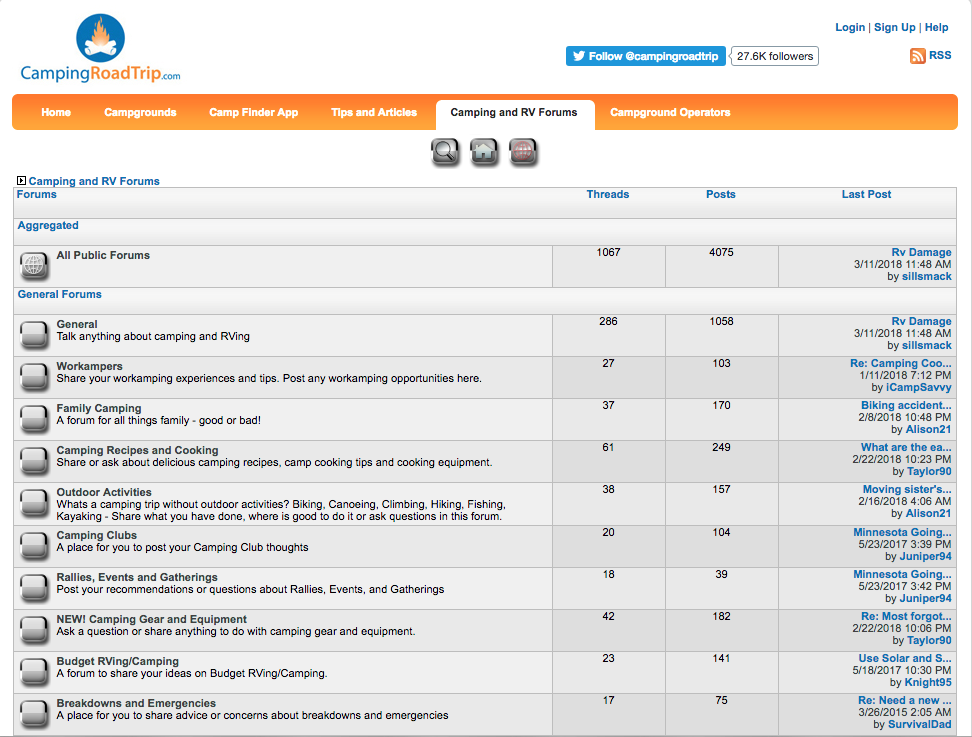 Login | Sign Up | Help
Follow @campingroadtrip 27.6K followers
RSS
CampingRoadTrip.com
Home Campgrounds Camp Finder App Tips and Articles Camping and RV Forums Campground Operators
Camping and RV Forums
Forums Threads Posts Last Post
Aggregated
All Public Forums 1067 4075 Rv Damage
3/11/2018 11:48 AM
by sillsmack
General Forums
General 286 1058 Rv Damage
Talk anything about camping and RVing 3/11/2018 11:48 AM
by sillsmack
Workampers 27 103 Re: Camping Coo...
Share your workamping experiences and tips. Post any workamping opportunities here. 1/11/2018 7:12 PM
by iCampSavvy
Family Camping 37 170 Biking accident...
A forum for all things family - good or bad! 2/8/2018 10:48 PM
by Alison21
Camping Recipes and Cooking 61 249 What are the ea...
Share or ask about delicious camping recipes, camp cooking tips and cooking equipment. 2/22/2018 10:23 PM
by Taylor90
Outdoor Activities 38 157 Moving sister's...
Whats a camping trip without outdoor activities? Biking, Canoeing, Climbing, Hiking, Fishing, 2/16/2018 4:06 AM
Kayaking - Share what you have done, where is good to do it or ask questions in this forum. by Alison21
Camping Clubs 20 104 Minnesota Going...
A place for you to post your Camping Club thoughts 5/23/2017 3:39 PM
by Juniper94
Rallies, Events and Gatherings 18 39 Minnesota Going...
Post your recommendations or questions about Rallies, Events, and Gatherings 5/23/2017 3:42 PM
by Juniper94
NEW! Camping Gear and Equipment 42 182 Re: Most forgot...
Ask a question or share anything to do with camping gear and equipment. 2/22/2018 10:06 PM
by Taylor90
Budget RVing/Camping 23 141 Use Solar and S...
A forum to share your ideas on Budget RVing/Camping. 5/18/2017 10:30 PM
by Knight95
Breakdowns and Emergencies 17 75 Re: Need a new ...
A place for you to share advice or concerns about breakdowns and emergencies 3/26/2015 2:05 AM
by SurvivalDad